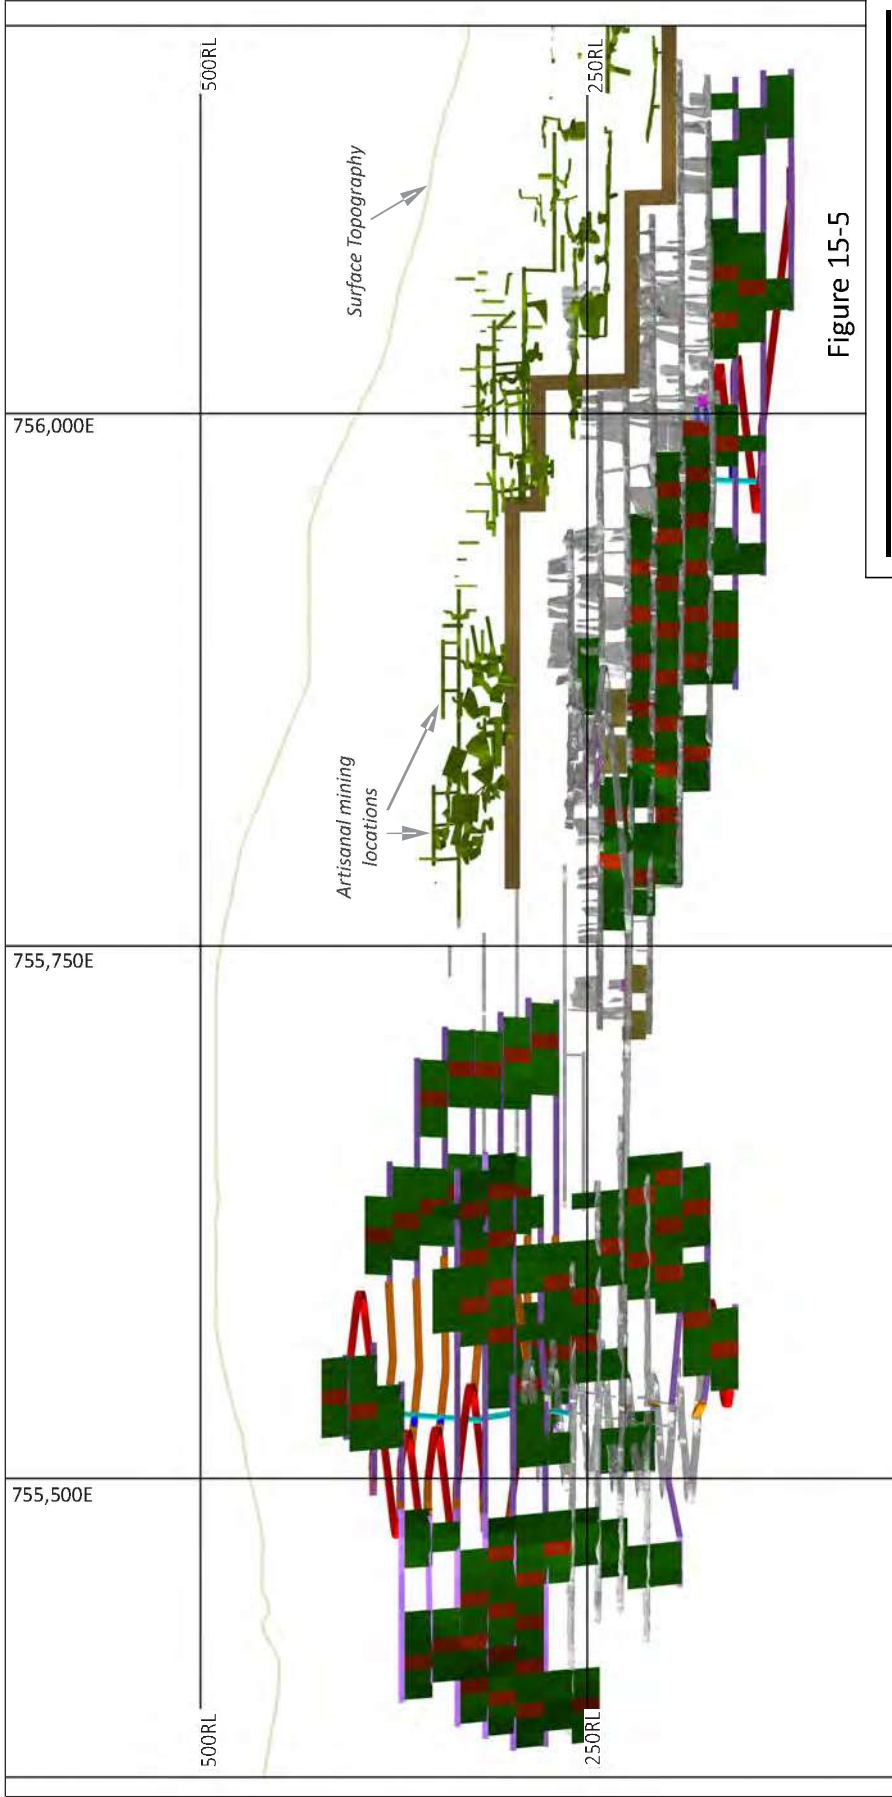 500RL
250RL
Surface Topography
Figure 15-5
756,000E
Artisanal mining
locations
755,750E
755,500E
500RL
250RL